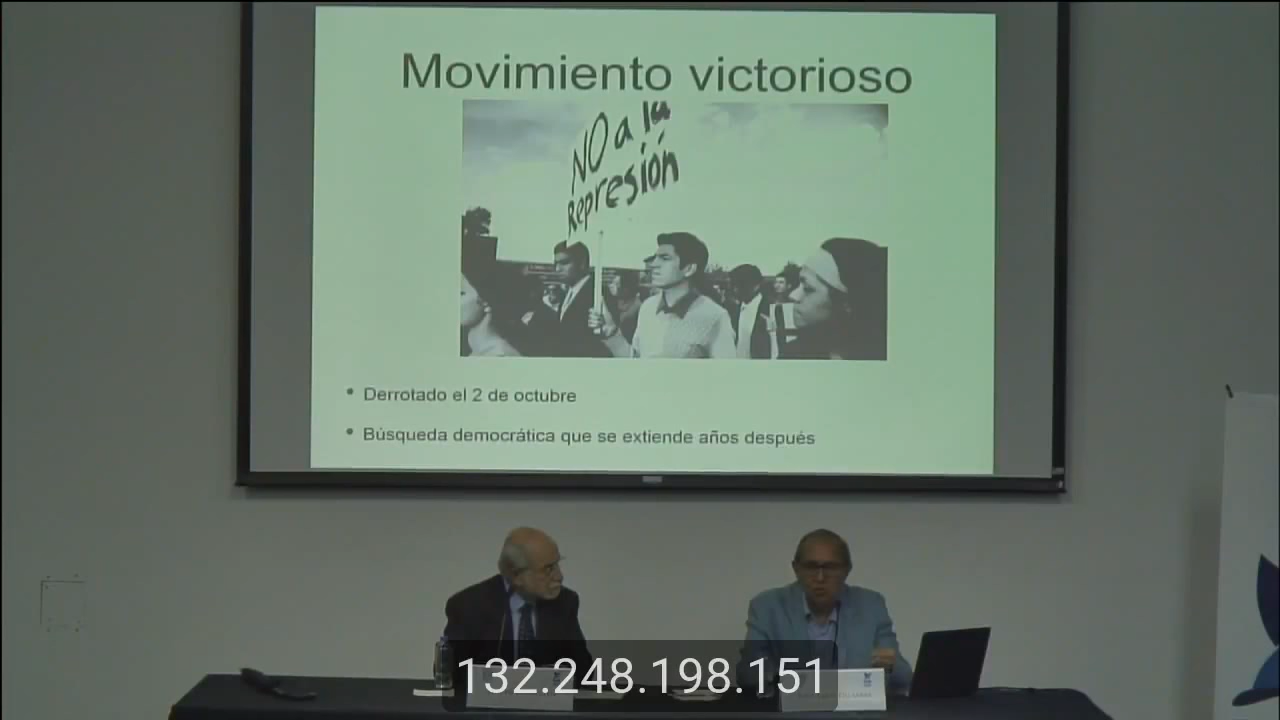 Movimiento victorioso
NO a la
Represión
• Derrotado el 2 de octubre
• Búsqueda democrática que se extiende años después
132.248.198.151